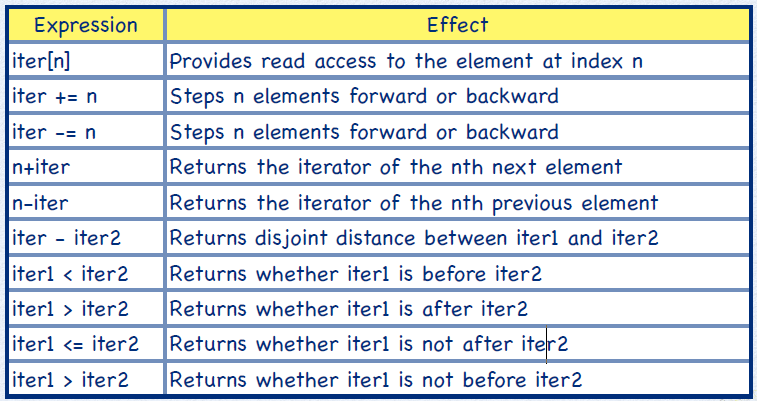 Expression Effect
iter[n] Provides read access to the element at index n
iter += n Steps n elements forward or backward
iter -= n Steps n elements forward or backward
n+iter Returns the iterator of the nth next element
n-iter Returns the iterator of the nth previous element
iter - iter2 Returns disjoint distance between iter1 and iter2
iter1 < iter2 Returns whether iter1 is before iter2
iter1 > iter2 Returns whether iter1 is after iter2
iter1 <= iter2 Returns whether iter1 is not after iter2
iter1 > iter2 Returns whether iter1 is not before iter2